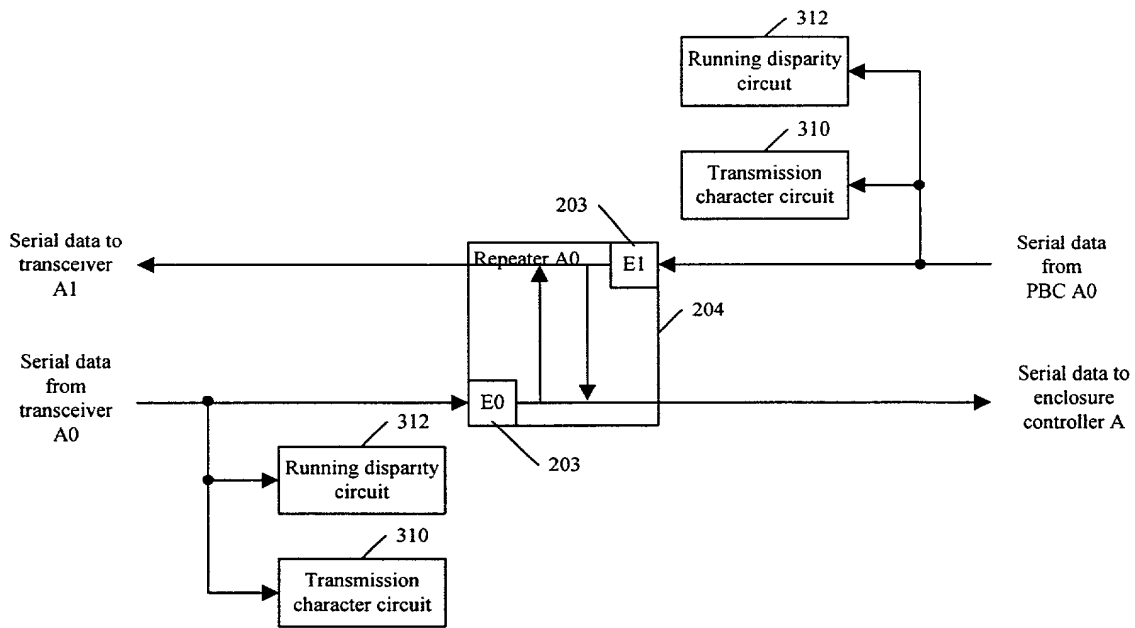 312
Running disparity
circuit
310
Transmission
character circuit
203
Serial data to
transceiver
A1
Repeater A0
E1
Serial data
from
PBC A0
204
Serial data
from
transceiver
A0
E0
Serial data to
enclosure
controller A
312
203
Running disparity
circuit
310
Transmission
character circuit